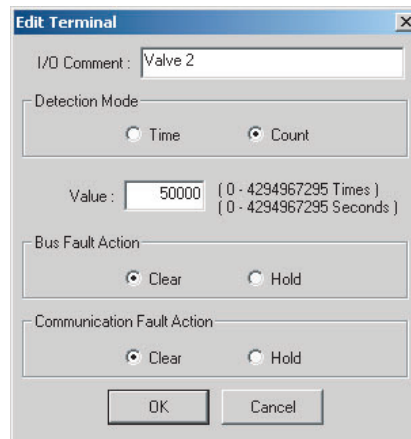 Edit Terminal
I/O Comment : Valve 2
Detection Mode
Time Count
Value : 50000 ( 0 - 4294967295 Times )
( 0 - 4294967295 Seconds )
Bus Fault Action
Clear Hold
Communication Fault Action
Clear Hold
OK Cancel